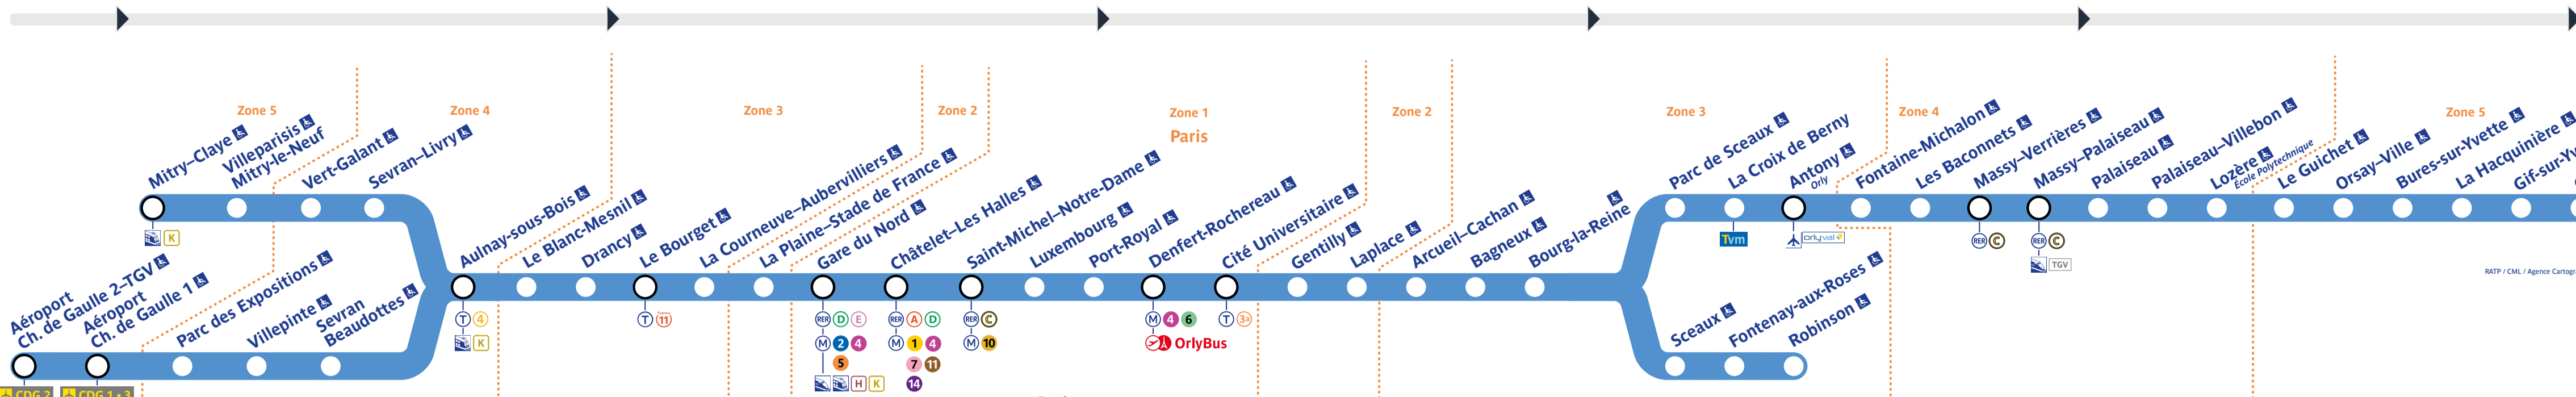 Zone 5
Zone 4
Zone 3
Zone 2
Zone 1
Paris
Zone 2
Zone 3
Zone 4
Zone 5
Mitry–Claye
Villeparisis
Mitry-le-Neuf
Vert-Galant
Sevran–Livry
K
Aéroport
Ch. de Gaulle 2–TGV
Aéroport
Ch. de Gaulle 1
Parc des Expositions
Villepinte
Sevran
Beaudottes
CDG 2
CDG 1 • 3
Aulnay-sous-Bois
T 4
K
Le Blanc-Mesnil
Drancy
Le Bourget
T 11
La Courneuve–Aubervilliers
La Plaine–Stade de France
Gare du Nord
RER D E
M 2 4
5
H K
Châtelet–Les Halles
RER A D
M 1 4
7 11
14
Saint-Michel–Notre-Dame
RER C
M 10
Luxembourg
Port-Royal
Denfert-Rochereau
M 4 6
OrlyBus
Cité Universitaire
T 3a
Gentilly
Laplace
Arcueil–Cachan
Bagneux
Bourg-la-Reine
Parc de Sceaux
La Croix de Berny
Tvm
Antony
Orly
orlyval
Fontaine-Michalon
Les Baconnets
Massy–Verrières
RER C
Massy–Palaiseau
RER C
TGV
Palaiseau
Palaiseau–Villebon
Lozère
École Polytechnique
Le Guichet
Orsay–Ville
Bures-sur-Yvette
La Hacquinière
Gif-sur-Yv
Sceaux
Fontenay-aux-Roses
Robinson
RATP / CML / Agence Cartogra